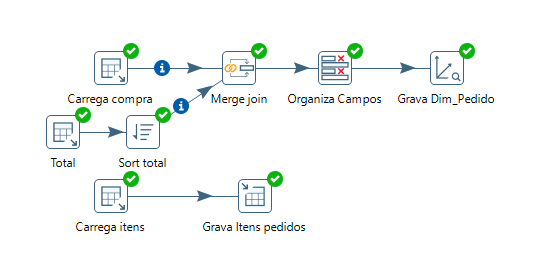 Carrega compra
Merge join
Organiza Campos
Grava Dim_Pedido
Total
Sort total
Carrega itens
Grava Itens pedidos